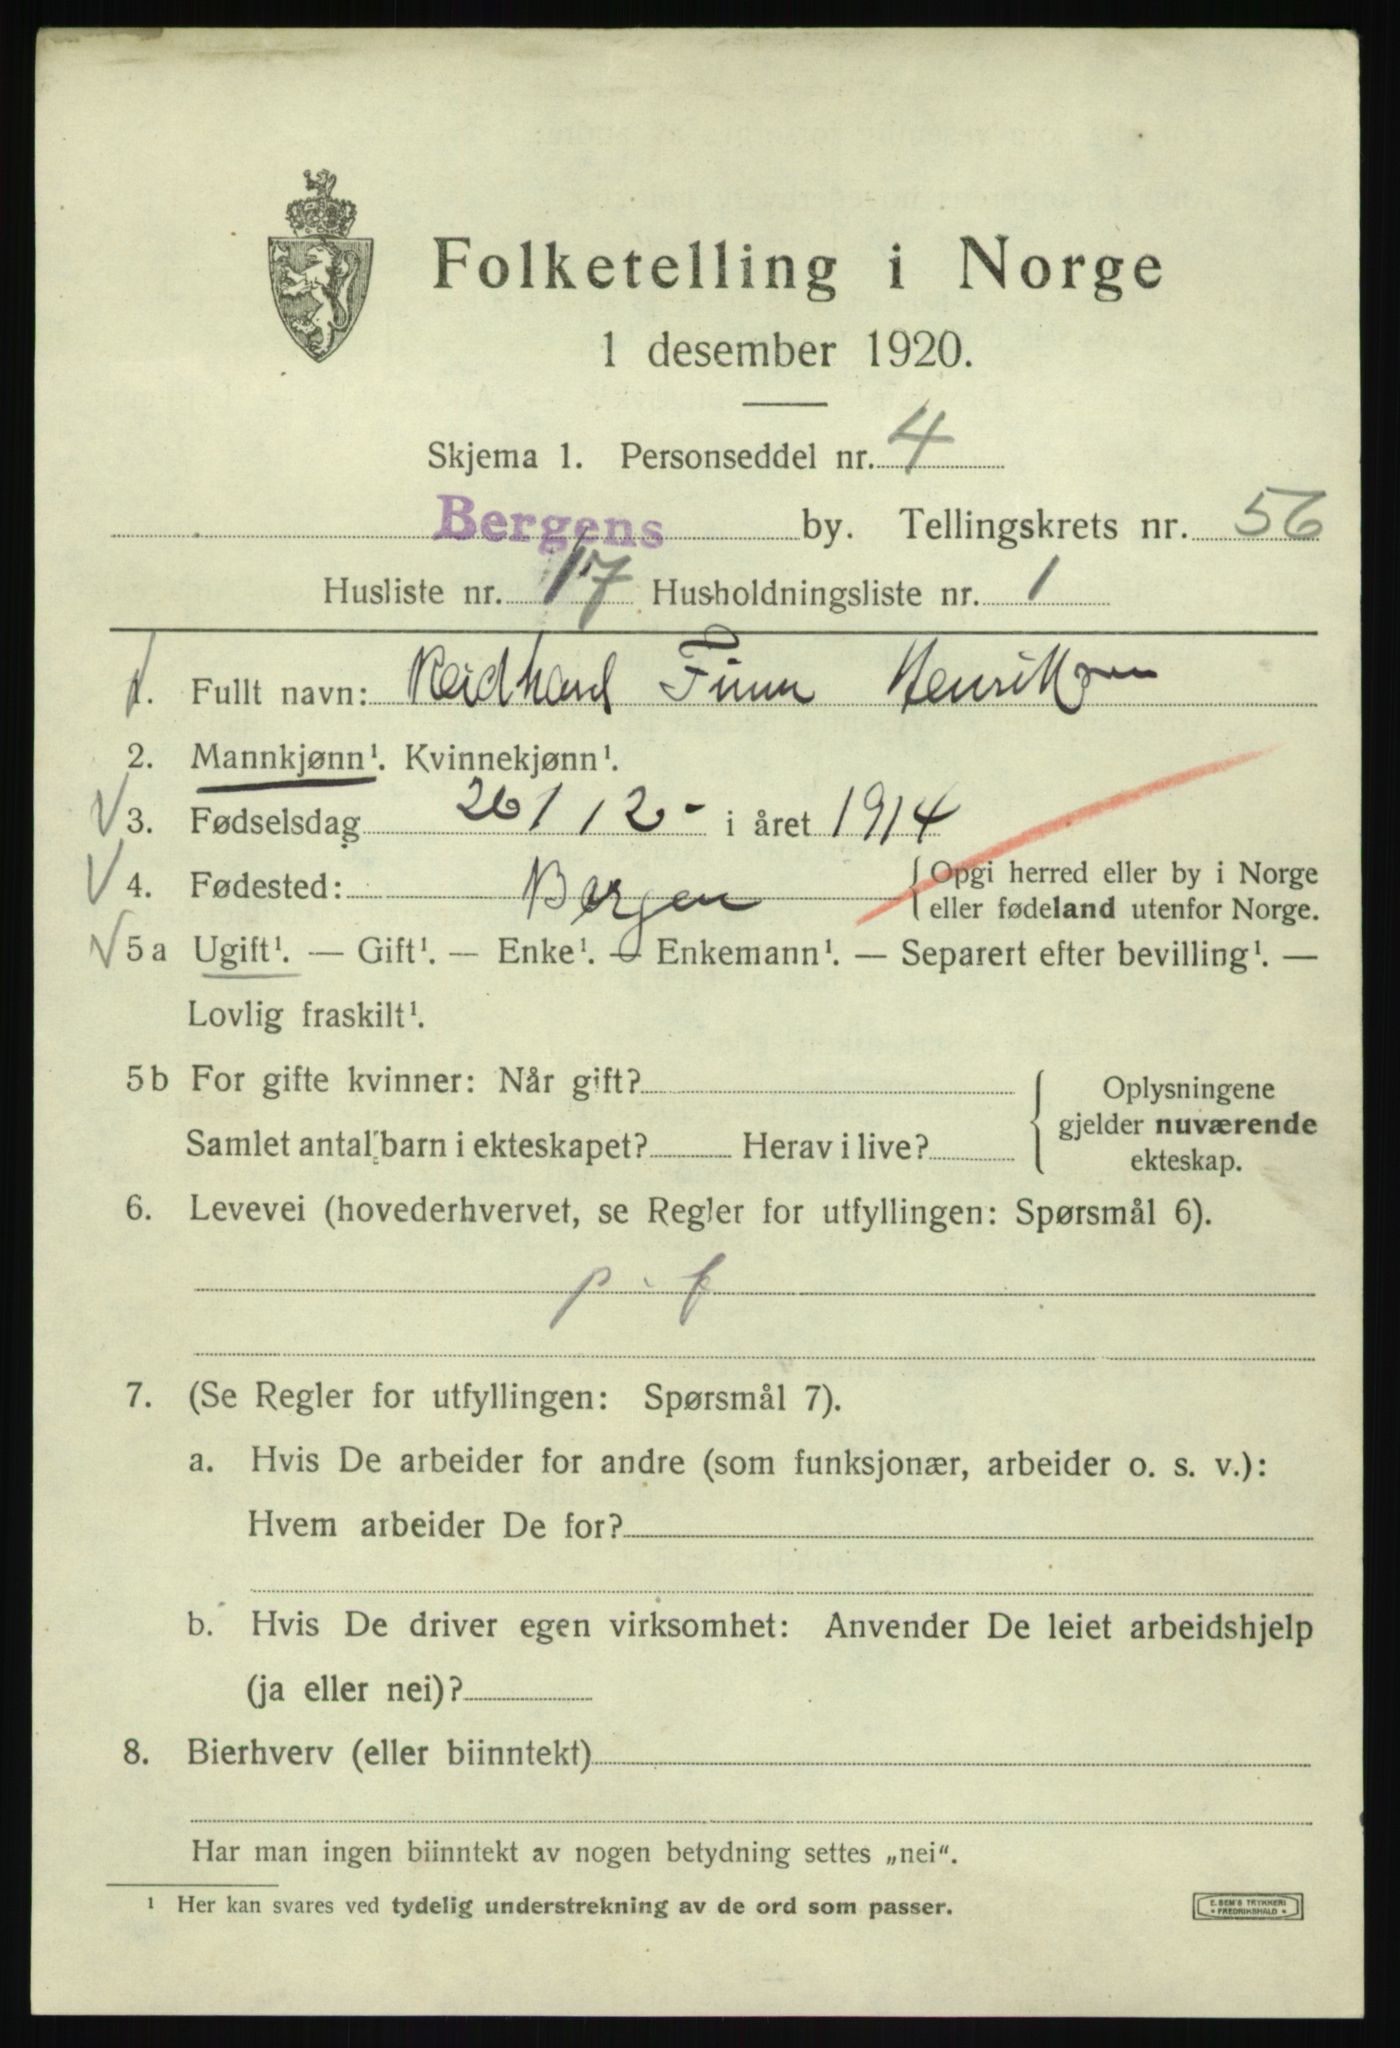 Folketelling i Norge
1 desember 1920.
Skjema 1. Personseddel nr. 4
Bergens by. Tellingskrets nr. 56
Husliste nr. 17 Husholdningsliste nr. 1
1. Fullt navn: Reidhard Finn Henriksen
2. Mannkjønn¹. Kvinnekjønn¹.
3. Fødselsdag 26/12- i året 1914
4. Fødested: Bergen { Opgi herred eller by i Norge
eller fødeland utenfor Norge.
5a Ugift¹. — Gift¹. — Enke¹. — Enkemann¹. — Separert efter bevilling¹. —
Lovlig fraskilt¹.
5b For gifte kvinner: Når gift? { Oplysningene
gjelder nuværende
Samlet antal barn i ekteskapet? Herav i live?
ekteskap.
6. Levevei (hovederhvervet, se Regler for utfyllingen: Spørsmål 6).
p. f
7. (Se Regler for utfyllingen: Spørsmål 7).
a. Hvis De arbeider for andre (som funksjonær, arbeider o. s. v.):
Hvem arbeider De for?
b. Hvis De driver egen virksomhet: Anvender De leiet arbeidshjelp
(ja eller nei)?
8. Bierhverv (eller biinntekt)
Har man ingen biinntekt av nogen betydning settes „nei“.
¹ Her kan svares ved tydelig understrekning av de ord som passer.
E. SEM'S TRYKKERI
FREDRIKSHALD